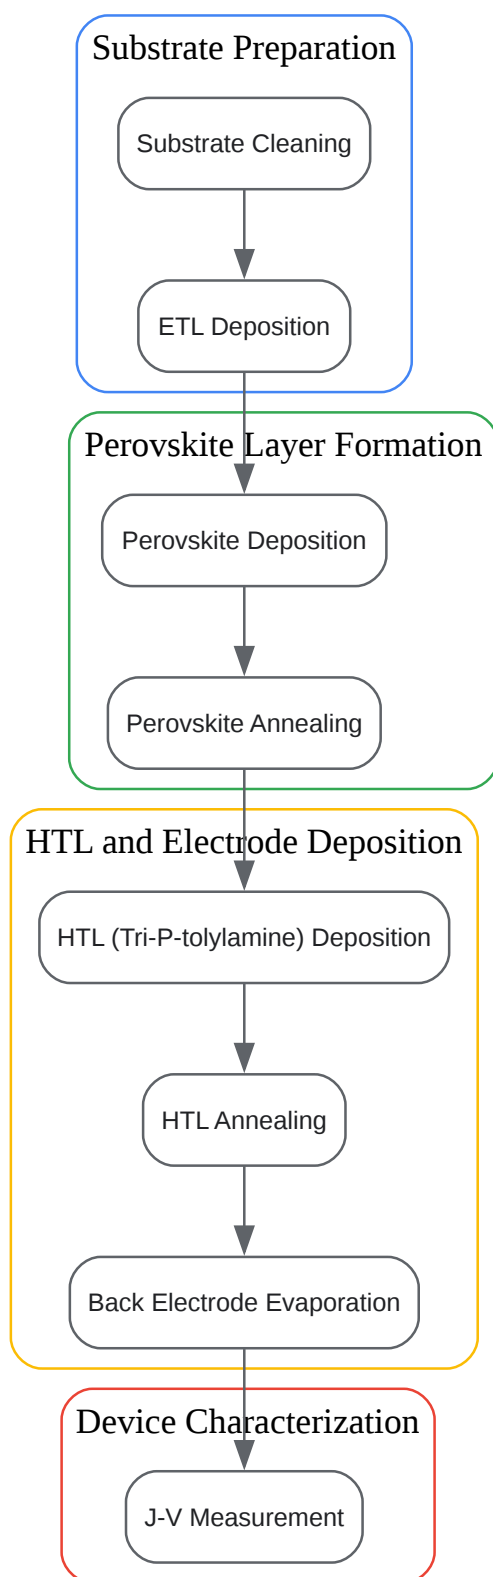 Substrate Preparation
Substrate Cleaning
ETL Deposition
Perovskite Layer Formation
Perovskite Deposition
Perovskite Annealing
HTL and Electrode Deposition
HTL (Tri-P-tolylamine) Deposition
HTL Annealing
Back Electrode Evaporation
Device Characterization
J-V Measurement